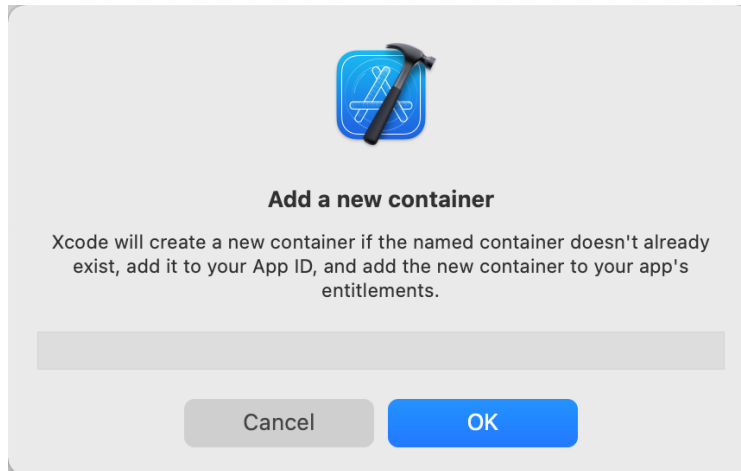 Add a new container
Xcode will create a new container if the named container doesn't already
exist, add it to your App ID, and add the new container to your app's
entitlements.
Cancel
OK